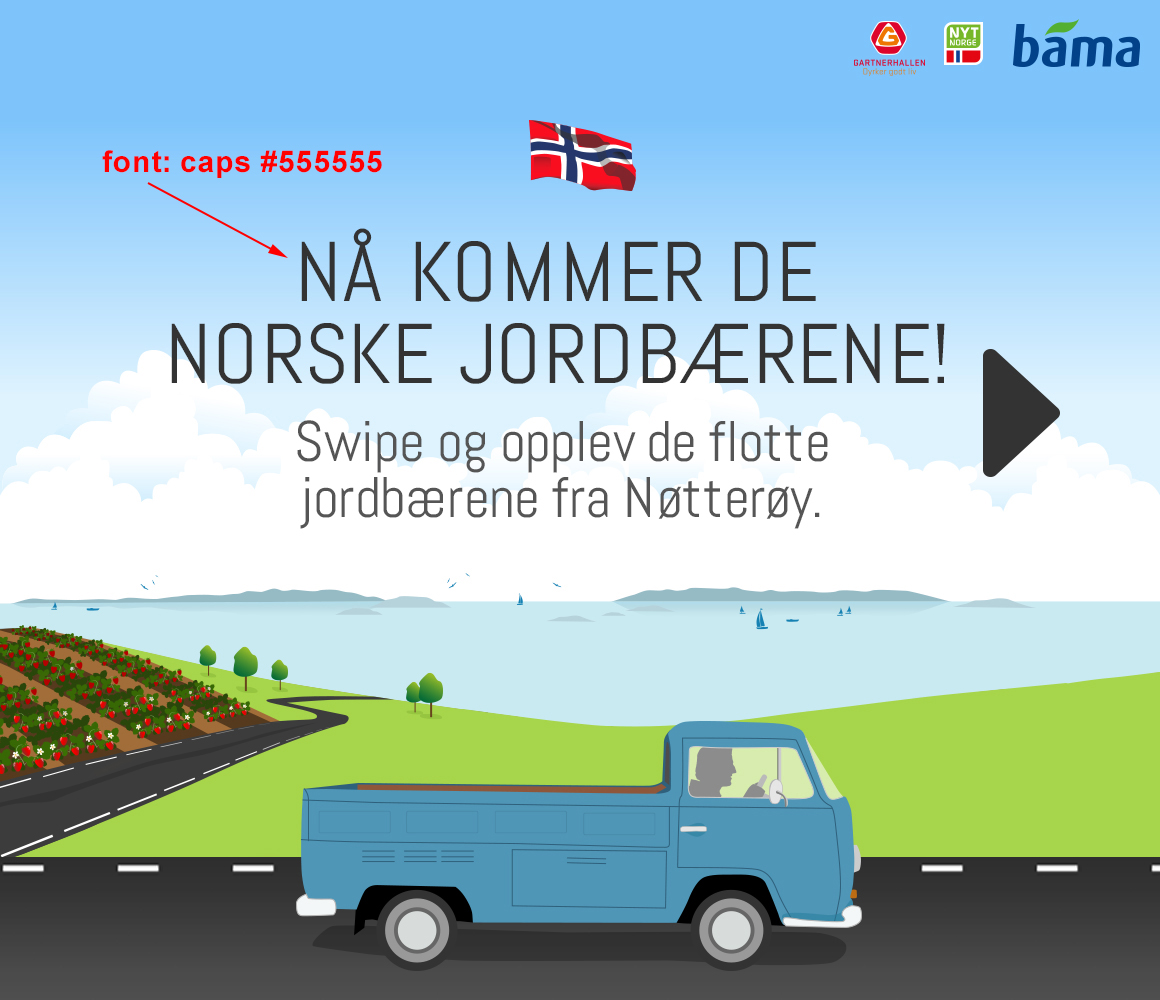 GARTNERHALLEN
Dyrket godt liv
NYT
NORGE
bama
font: caps #555555
NÅ KOMMER DE
NORSKE JORDBÆRENE!
Swipe og opplev de flotte
jordbærene fra Nøtterøy.